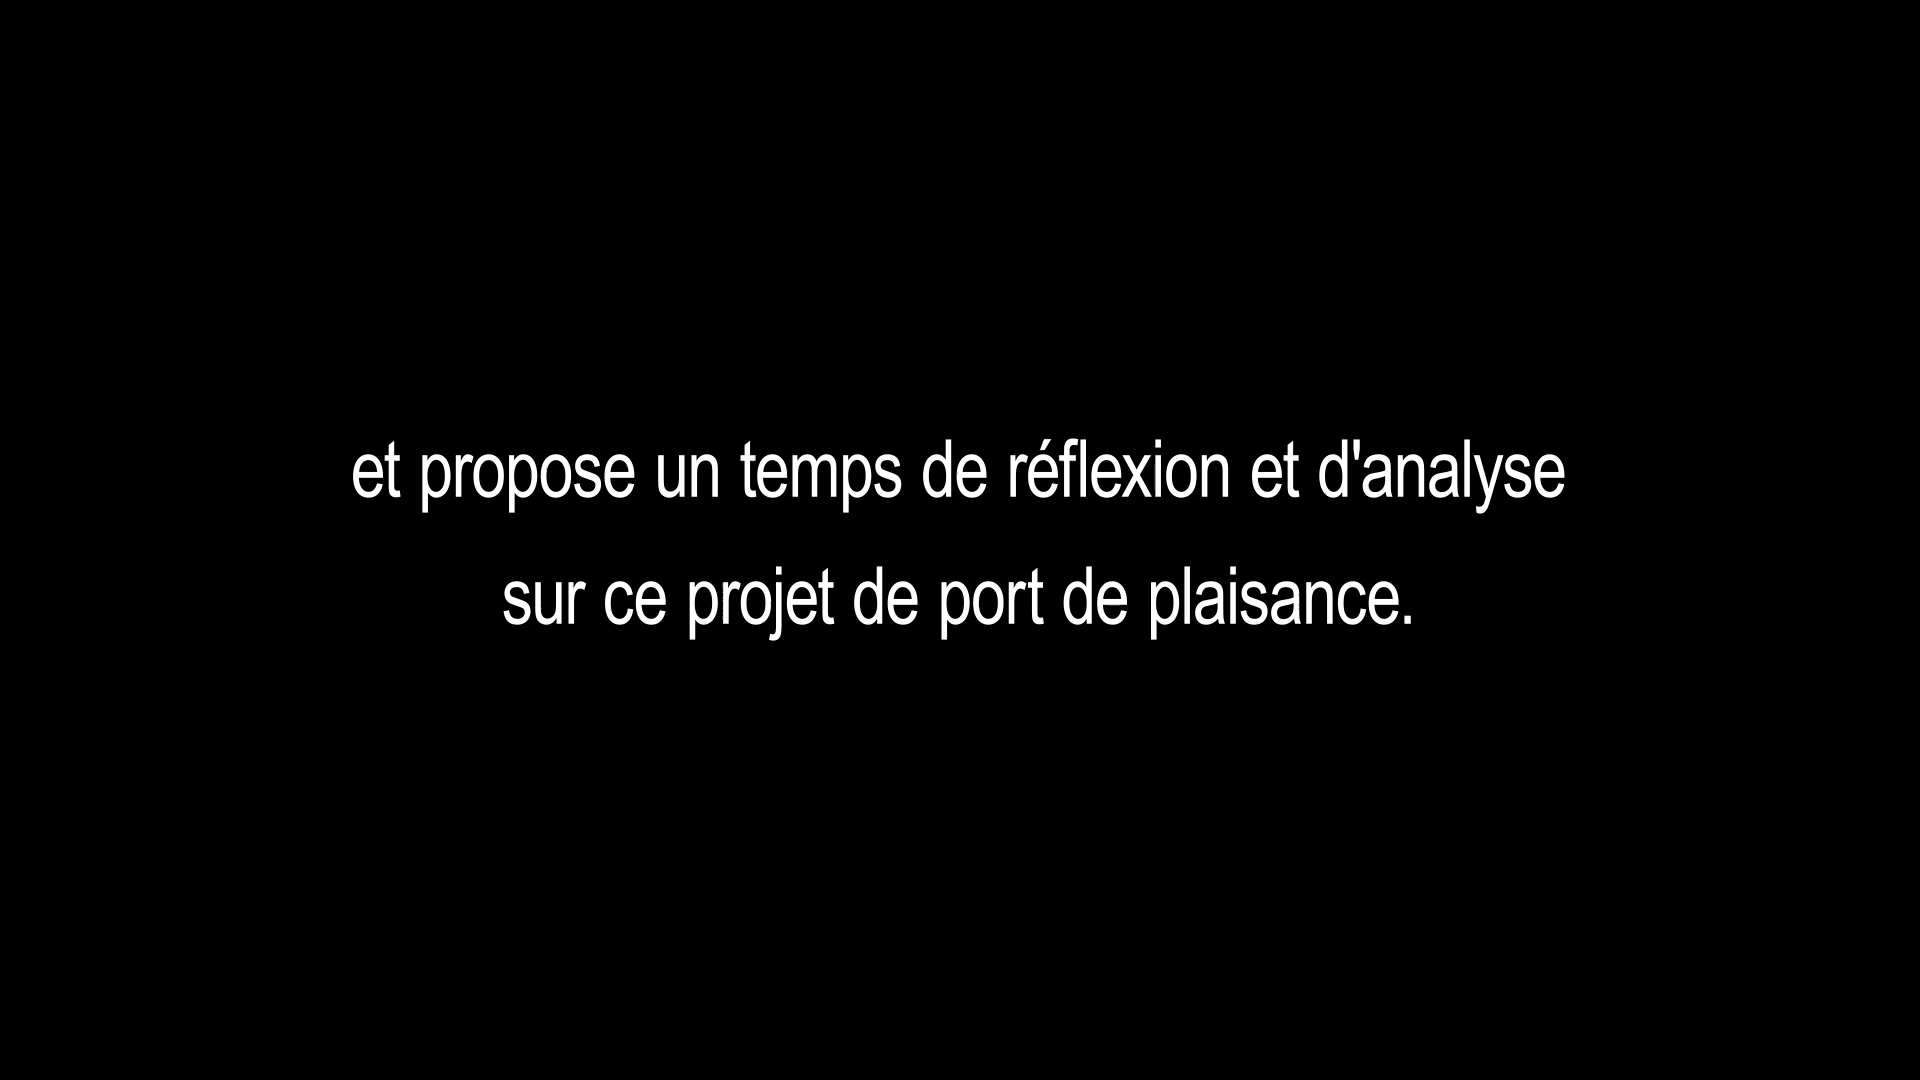 et propose un temps de réflexion et d'analyse
sur ce projet de port de plaisance.